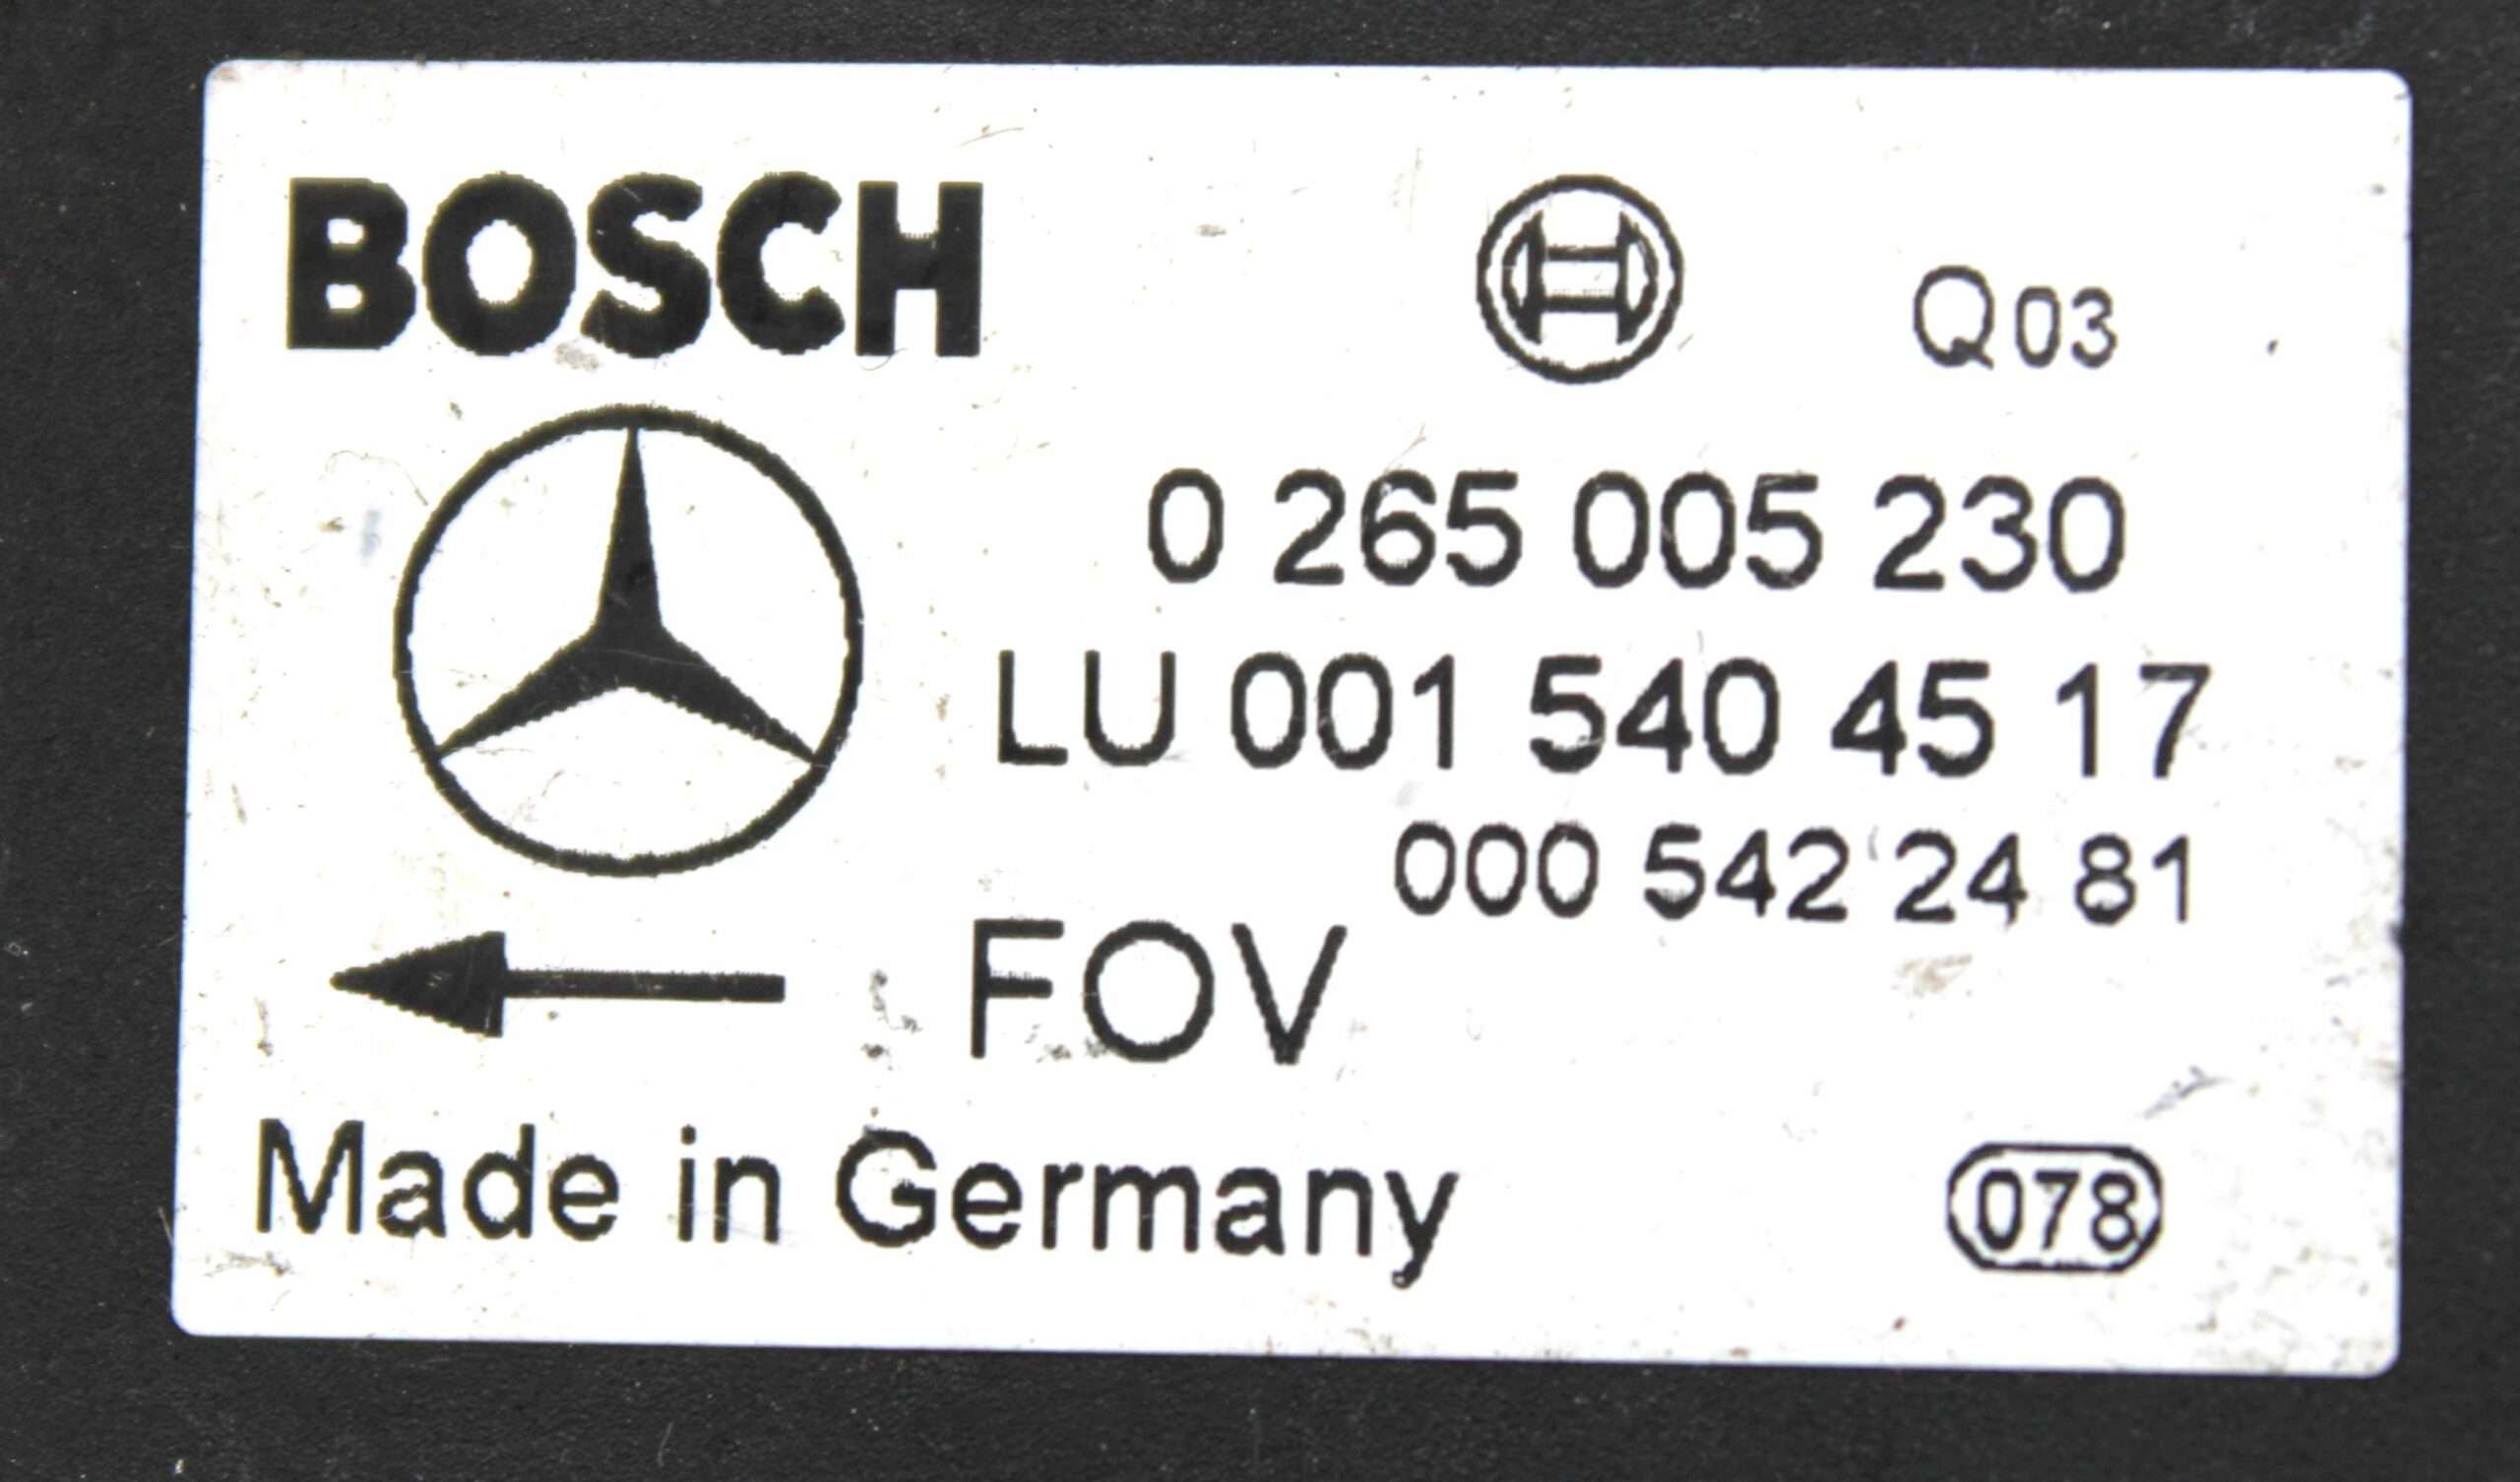 BOSCH
Q03
0 265 005 230
LU 001 540 45 17
000 542 24 81
FOV
Made in Germany
078